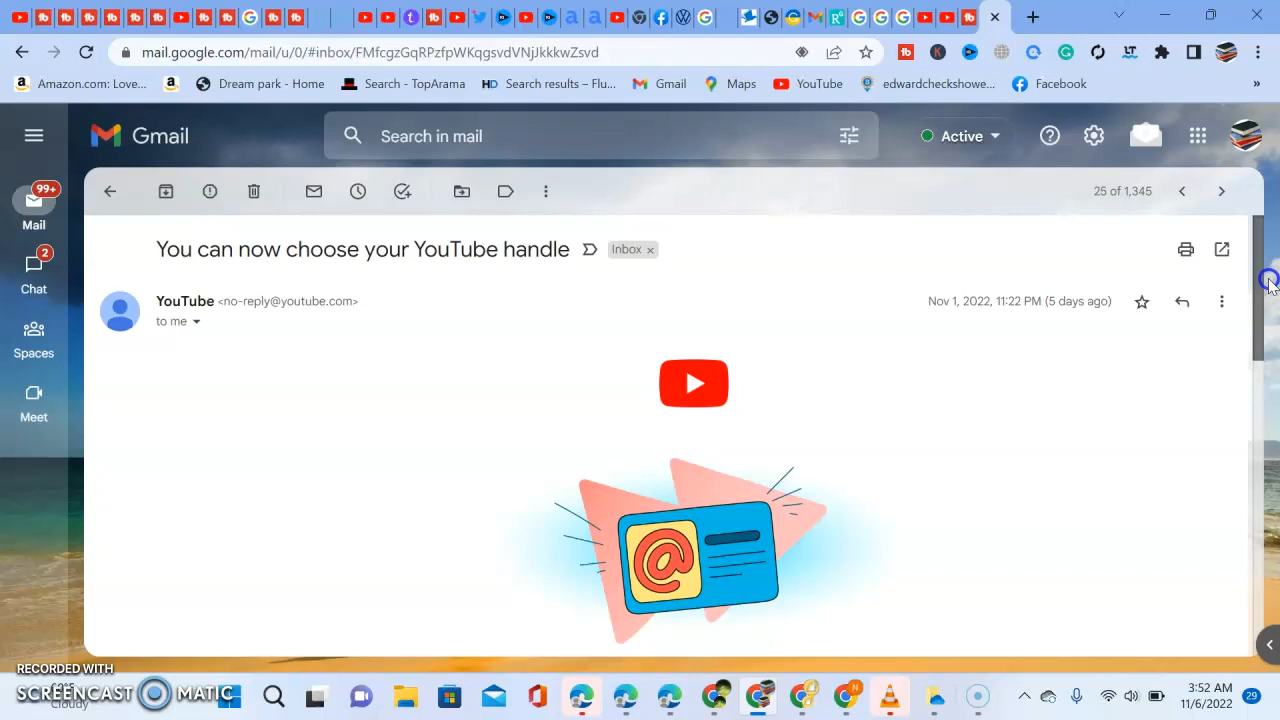 mail.google.com/mail/u/0/#inbox/FMfcgzGqRPzfpWKqgsvdVNjJkkkwZsvd
Amazon.com: Love... Dream park - Home Search - TopArama HD Search results – Flu... Gmail Maps YouTube edwardcheckshowe... Facebook »
Gmail Search in mail Active
25 of 1,345
99+
Mail
2
Chat
Spaces
Meet
You can now choose your YouTube handle Inbox x
YouTube <no-reply@youtube.com> Nov 1, 2022, 11:22 PM (5 days ago)
to me
@
RECORDED WITH
SCREENCAST MATIC
Cloudy
3:52 AM
11/6/2022
29